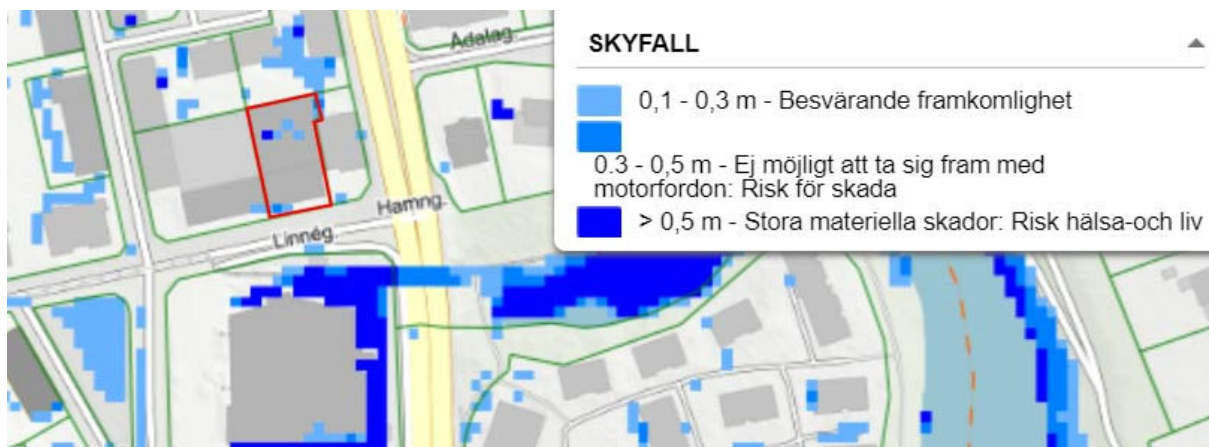 Ådalag.
SKYFALL
0,1 - 0,3 m - Besvärande framkomlighet
0.3 - 0,5 m - Ej möjligt att ta sig fram med
motorfordon: Risk för skada
> 0,5 m - Stora materiella skador: Risk hälsa-och liv
Hamng.
Linnég.